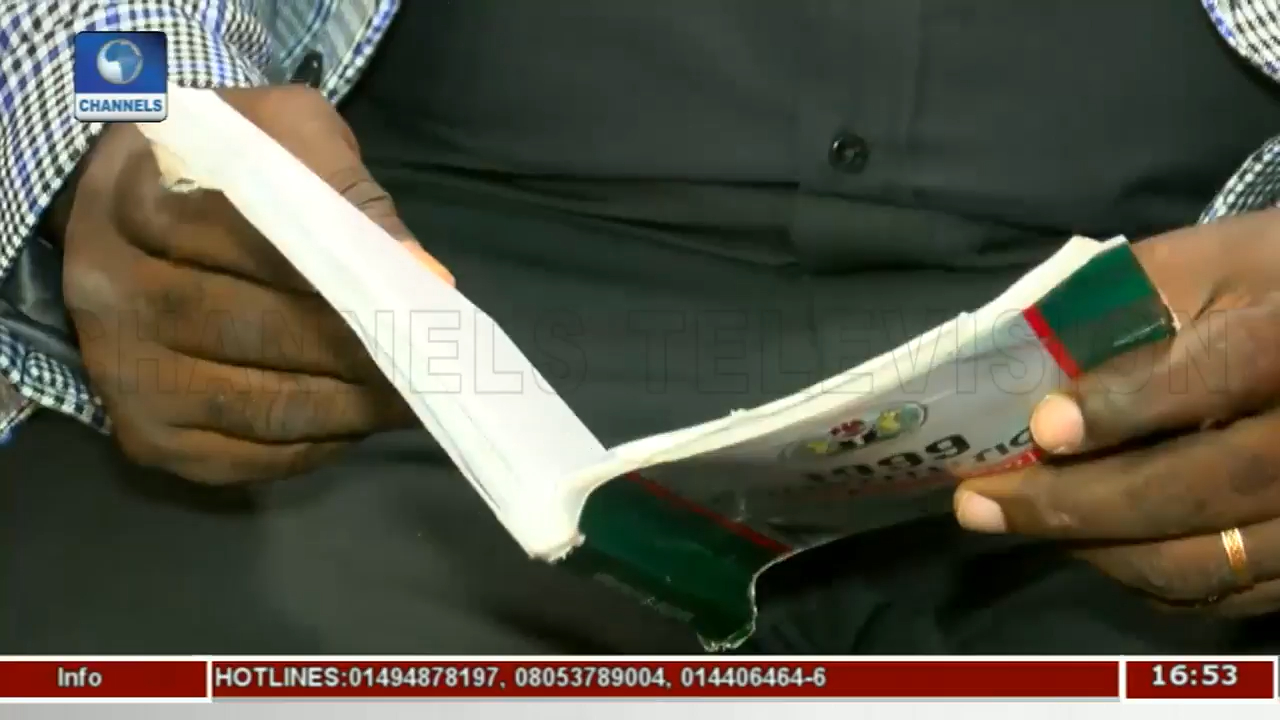 CHANNELS
CHANNELS TELEVISION
1999
Info
HOTLINES:01494878197, 08053789004, 014406464-6
16:53